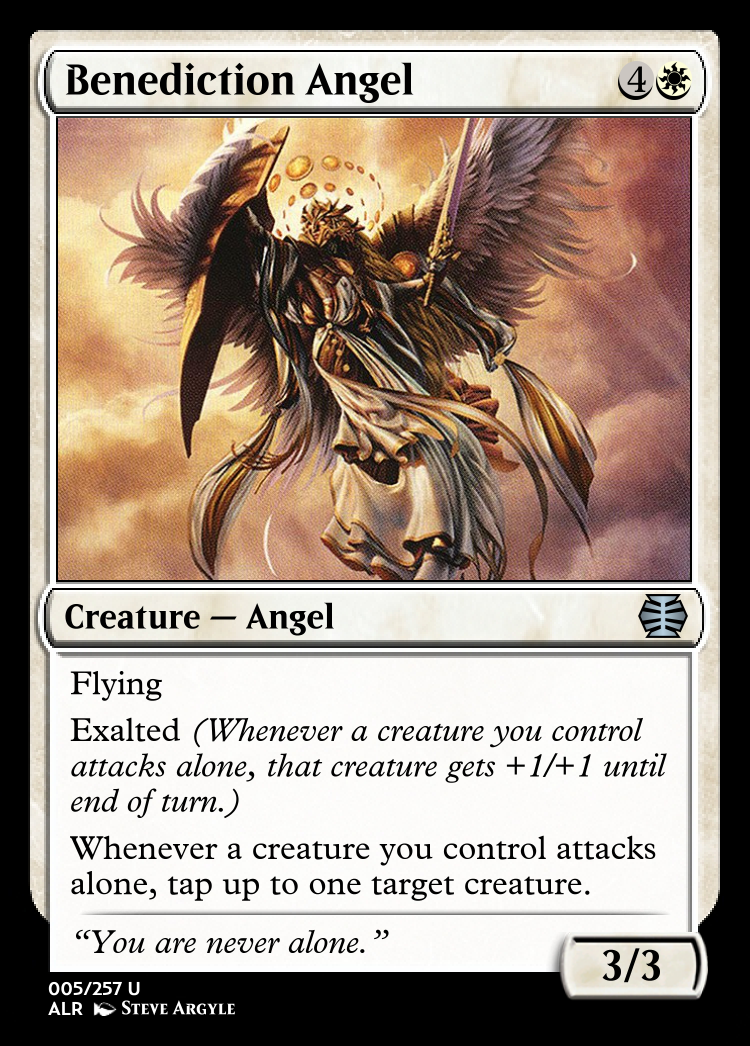 Benediction Angel 4
Creature — Angel
Flying
Exalted (Whenever a creature you control
attacks alone, that creature gets +1/+1 until
end of turn.)
Whenever a creature you control attacks
alone, tap up to one target creature.
“You are never alone.”
3/3
005/257 U
ALR Steve Argyle